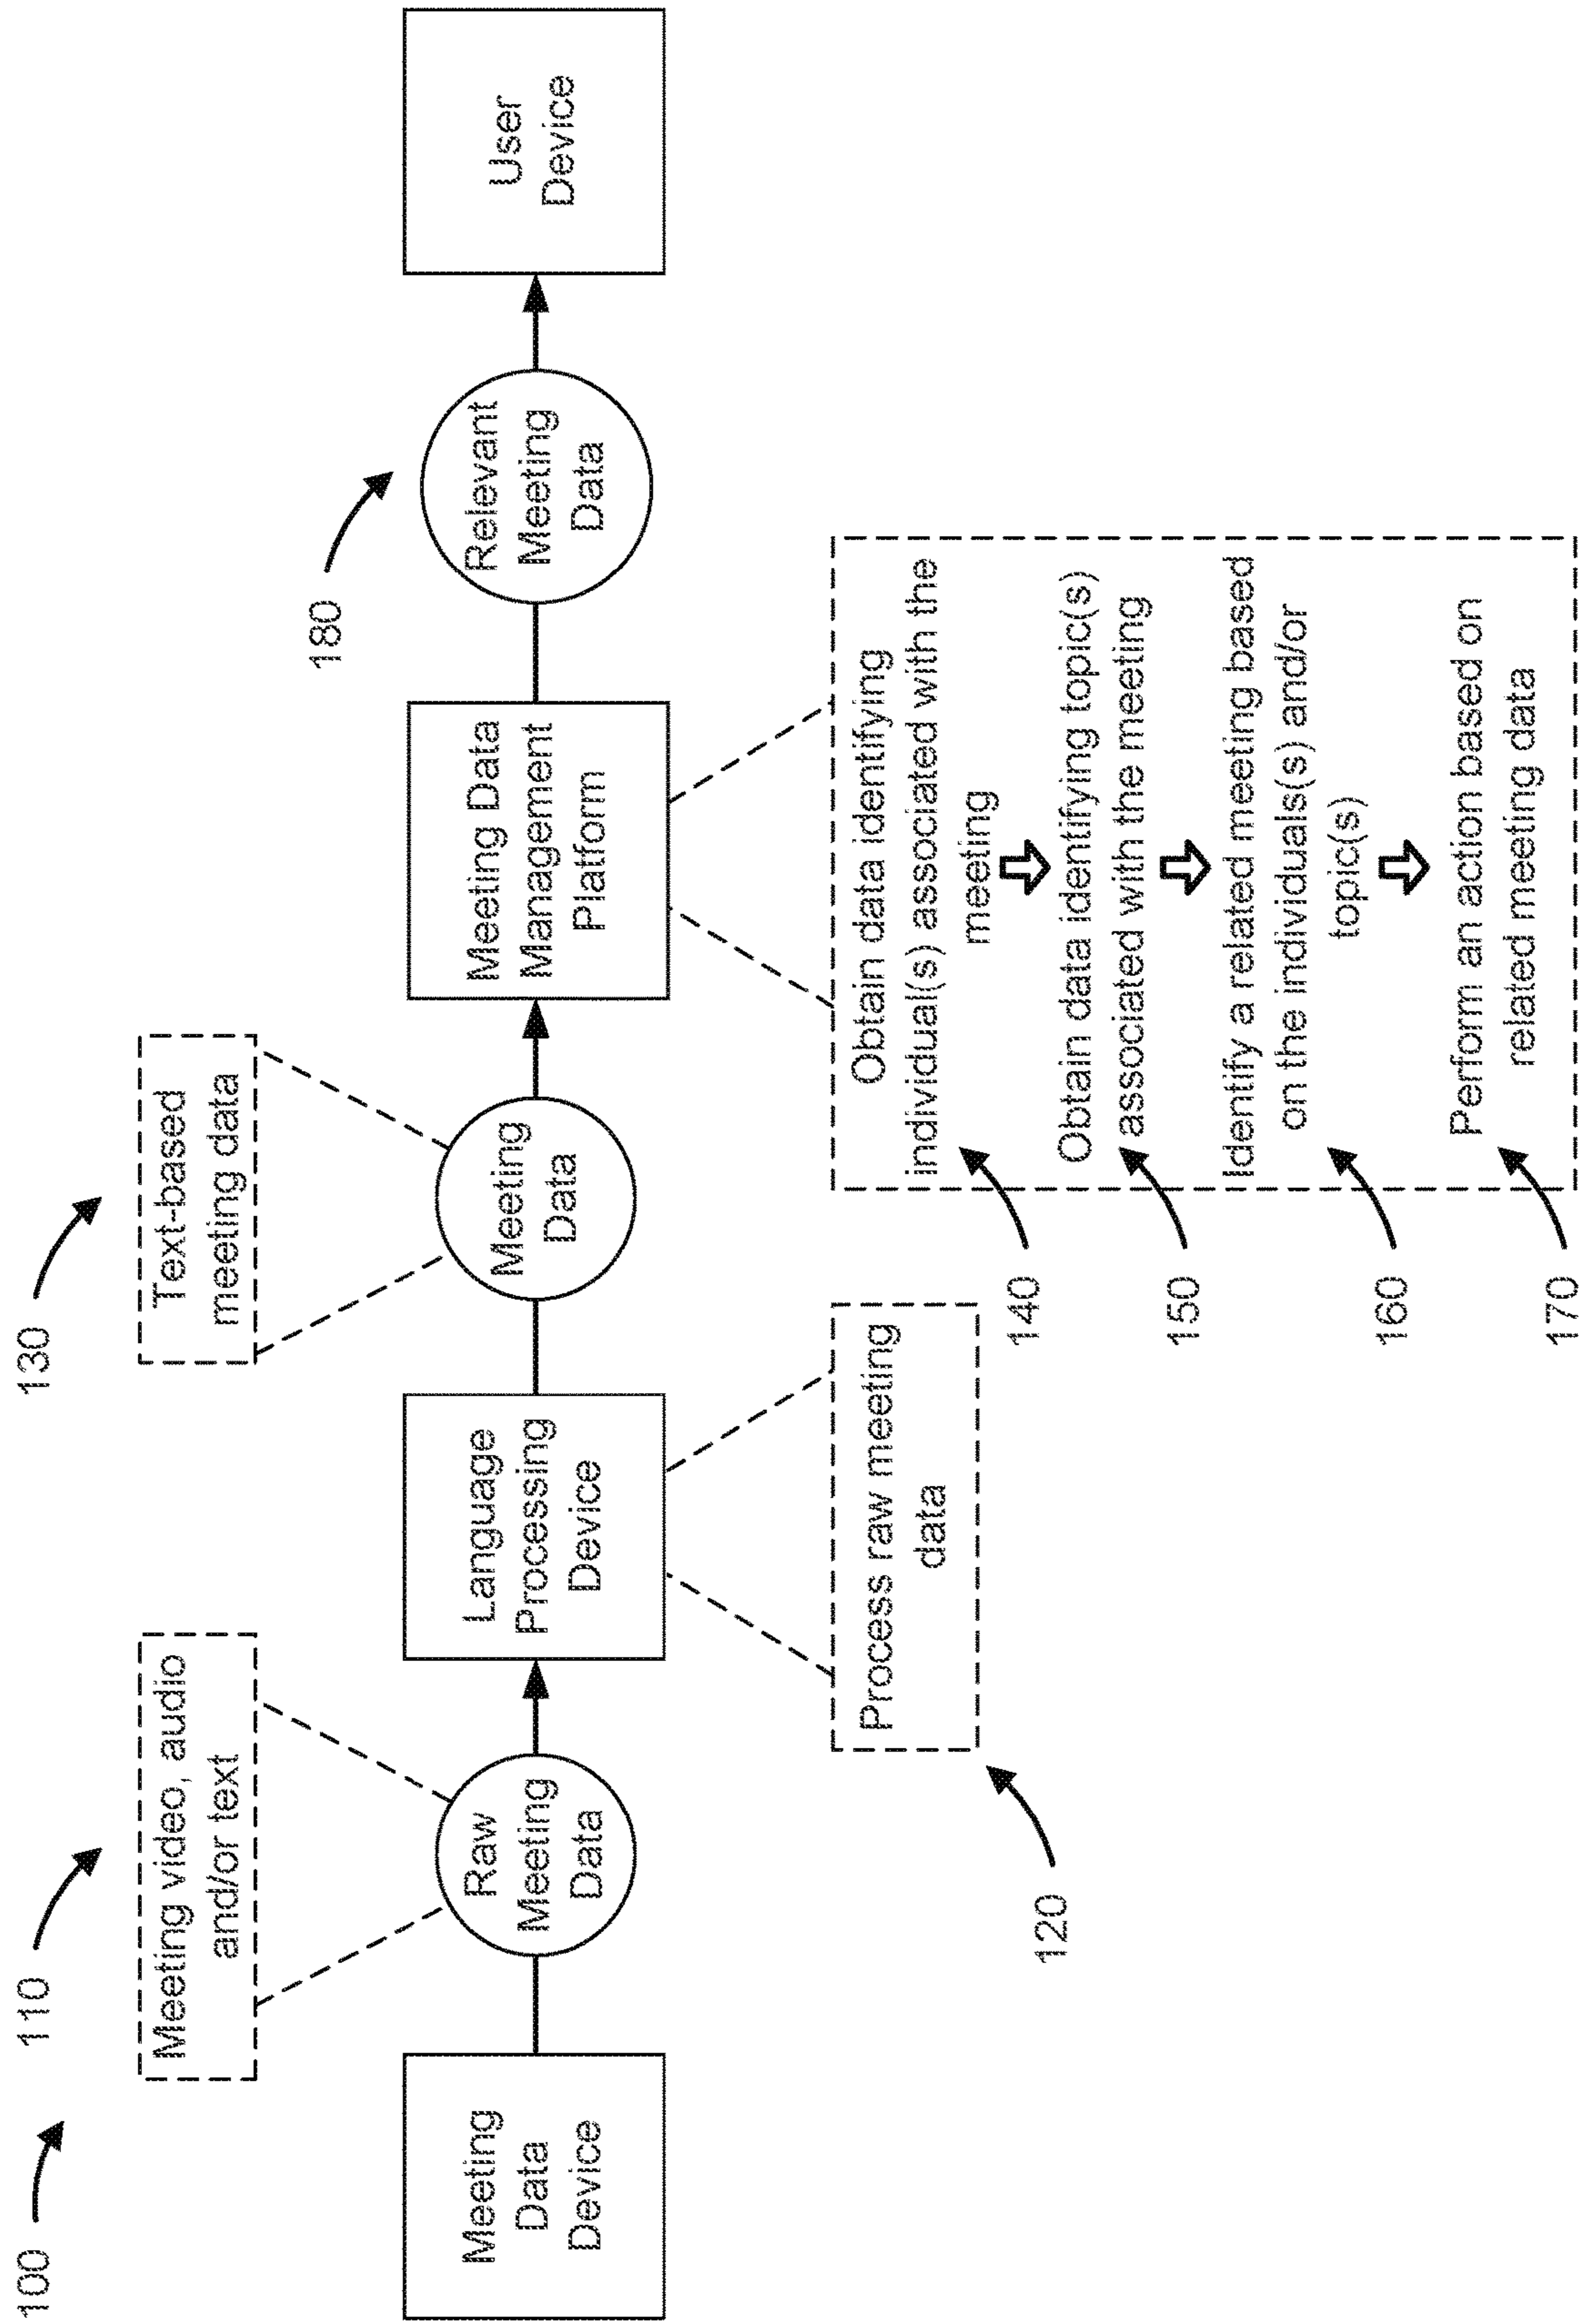 100
110
130
180
Meeting video, audio
and/or text
Text-based
meeting data
Meeting
Data
Device
Raw
Meeting
Data
Language
Processing
Device
Meeting
Data
Meeting Data
Management
Platform
Relevant
Meeting
Data
User
Device
Process raw meeting
data
120
Obtain data identifying
individual(s) associated with the
meeting
Obtain data identifying topic(s)
associated with the meeting
Identify a related meeting based
on the individuals(s) and/or
topic(s)
Perform an action based on
related meeting data
140
150
160
170